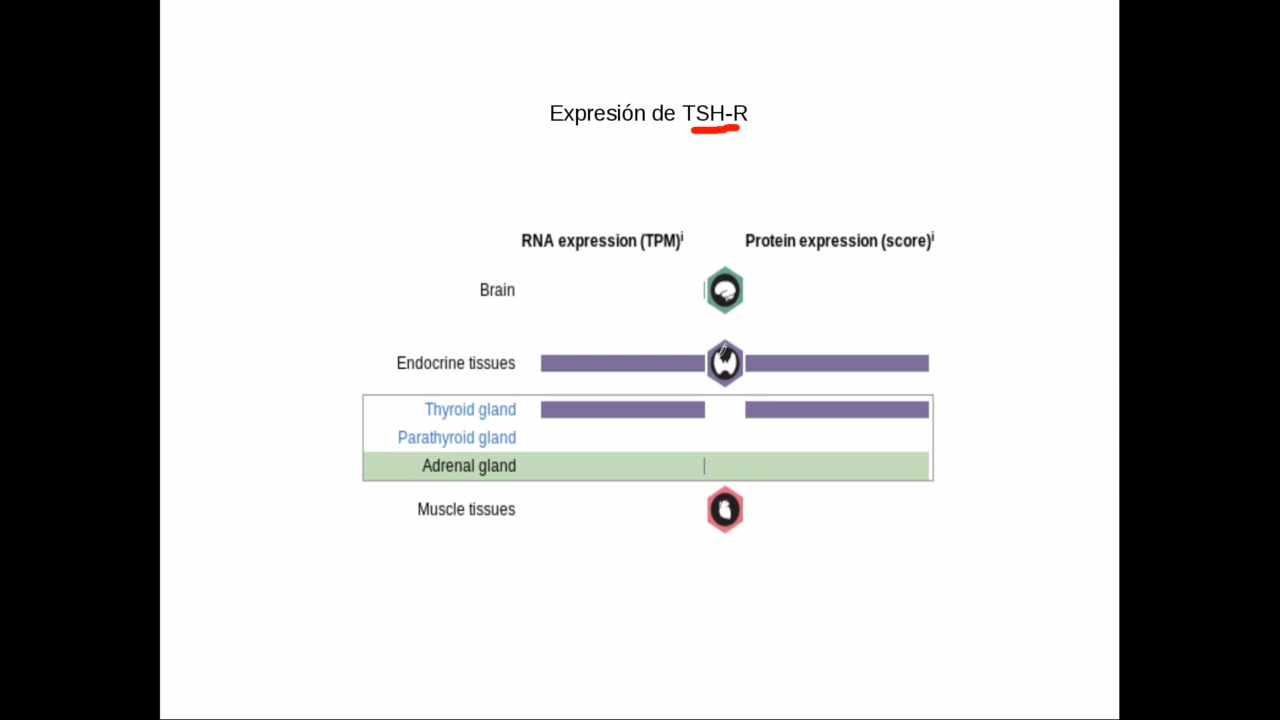 Expresión de TSH-R
RNA expression (TPM)i
Protein expression (score)i
Brain
Endocrine tissues
Thyroid gland
Parathyroid gland
Adrenal gland
Muscle tissues